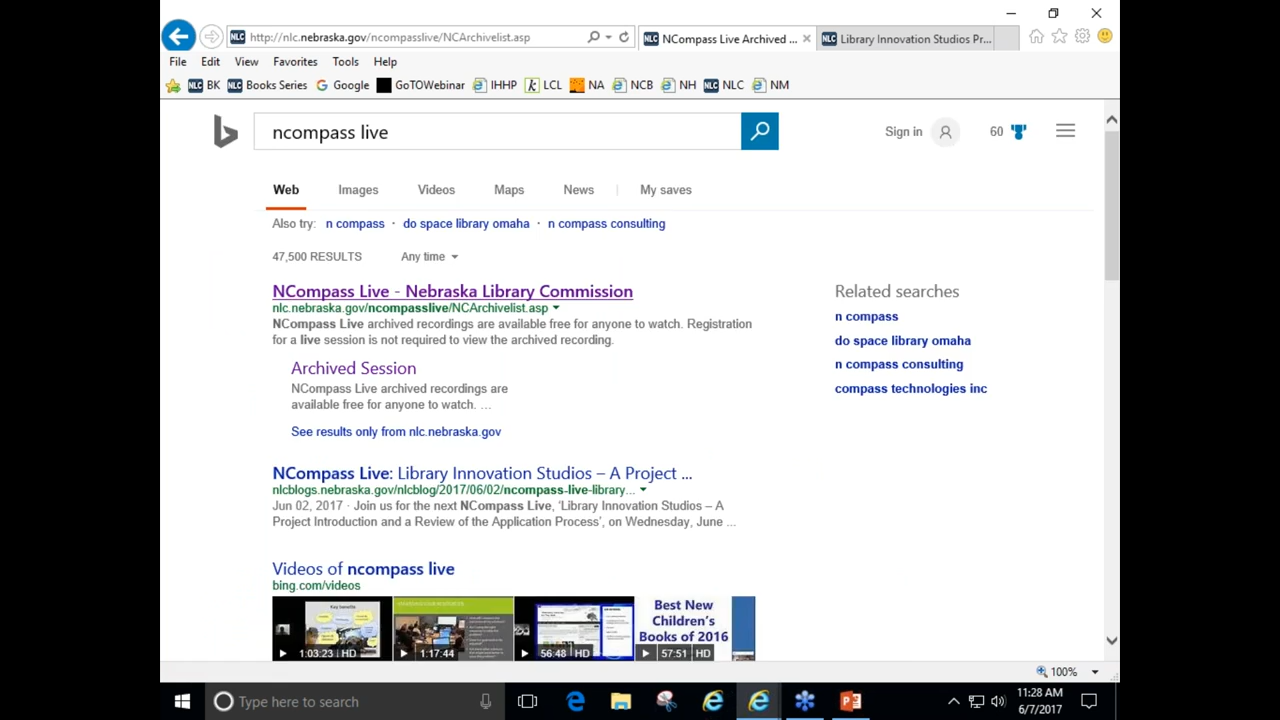 http://nlc.nebraska.gov/ncompasslive/NCArchivelist.asp
NLC NCompass Live Archived ...
NLC Library Innovation Studios Pr...
File Edit View Favorites Tools Help
NLC BK NLC Books Series Google GoTOWebinar IHHP k LCL NA NCB NH NLC NLC NM
ncompass live
Sign in
60
Web Images Videos Maps News My saves
Also try: n compass · do space library omaha · n compass consulting
47,500 RESULTS Any time
NCompass Live - Nebraska Library Commission
nlc.nebraska.gov/ncompasslive/NCArchivelist.asp
NCompass Live archived recordings are available free for anyone to watch. Registration
for a live session is not required to view the archived recording.
Archived Session
NCompass Live archived recordings are
available free for anyone to watch. ...
See results only from nlc.nebraska.gov
NCompass Live: Library Innovation Studios – A Project ...
nlcblogs.nebraska.gov/nlcblog/2017/06/02/ncompass-live-library...
Jun 02, 2017 · Join us for the next NCompass Live, 'Library Innovation Studios – A
Project Introduction and a Review of the Application Process', on Wednesday, June ...
Videos of ncompass live
bing.com/videos
Key benefits
1:03:23 HD
1:17:44
56:48 HD
Best New
Children's
Books of 2016
57:51 HD
Related searches
n compass
do space library omaha
n compass consulting
compass technologies inc
100%
Type here to search
11:28 AM
6/7/2017